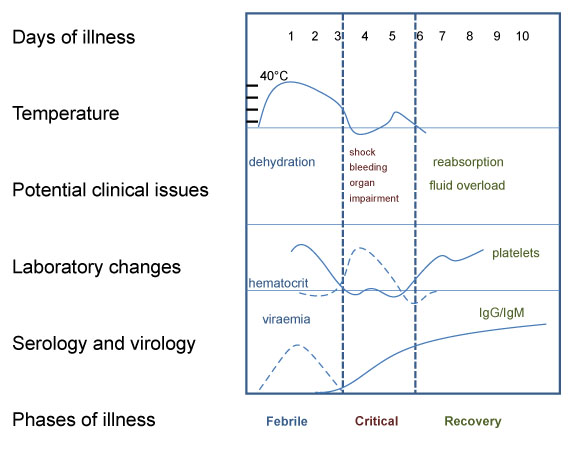 Days of illness
1 2 3 4 5 6 7 8 9 10
40°C
Temperature
dehydration
shock
bleeding
organ
impairment
reabsorption
fluid overload
Potential clinical issues
Laboratory changes
hematocrit
platelets
viraemia
IgG/IgM
Serology and virology
Phases of illness
Febrile
Critical
Recovery